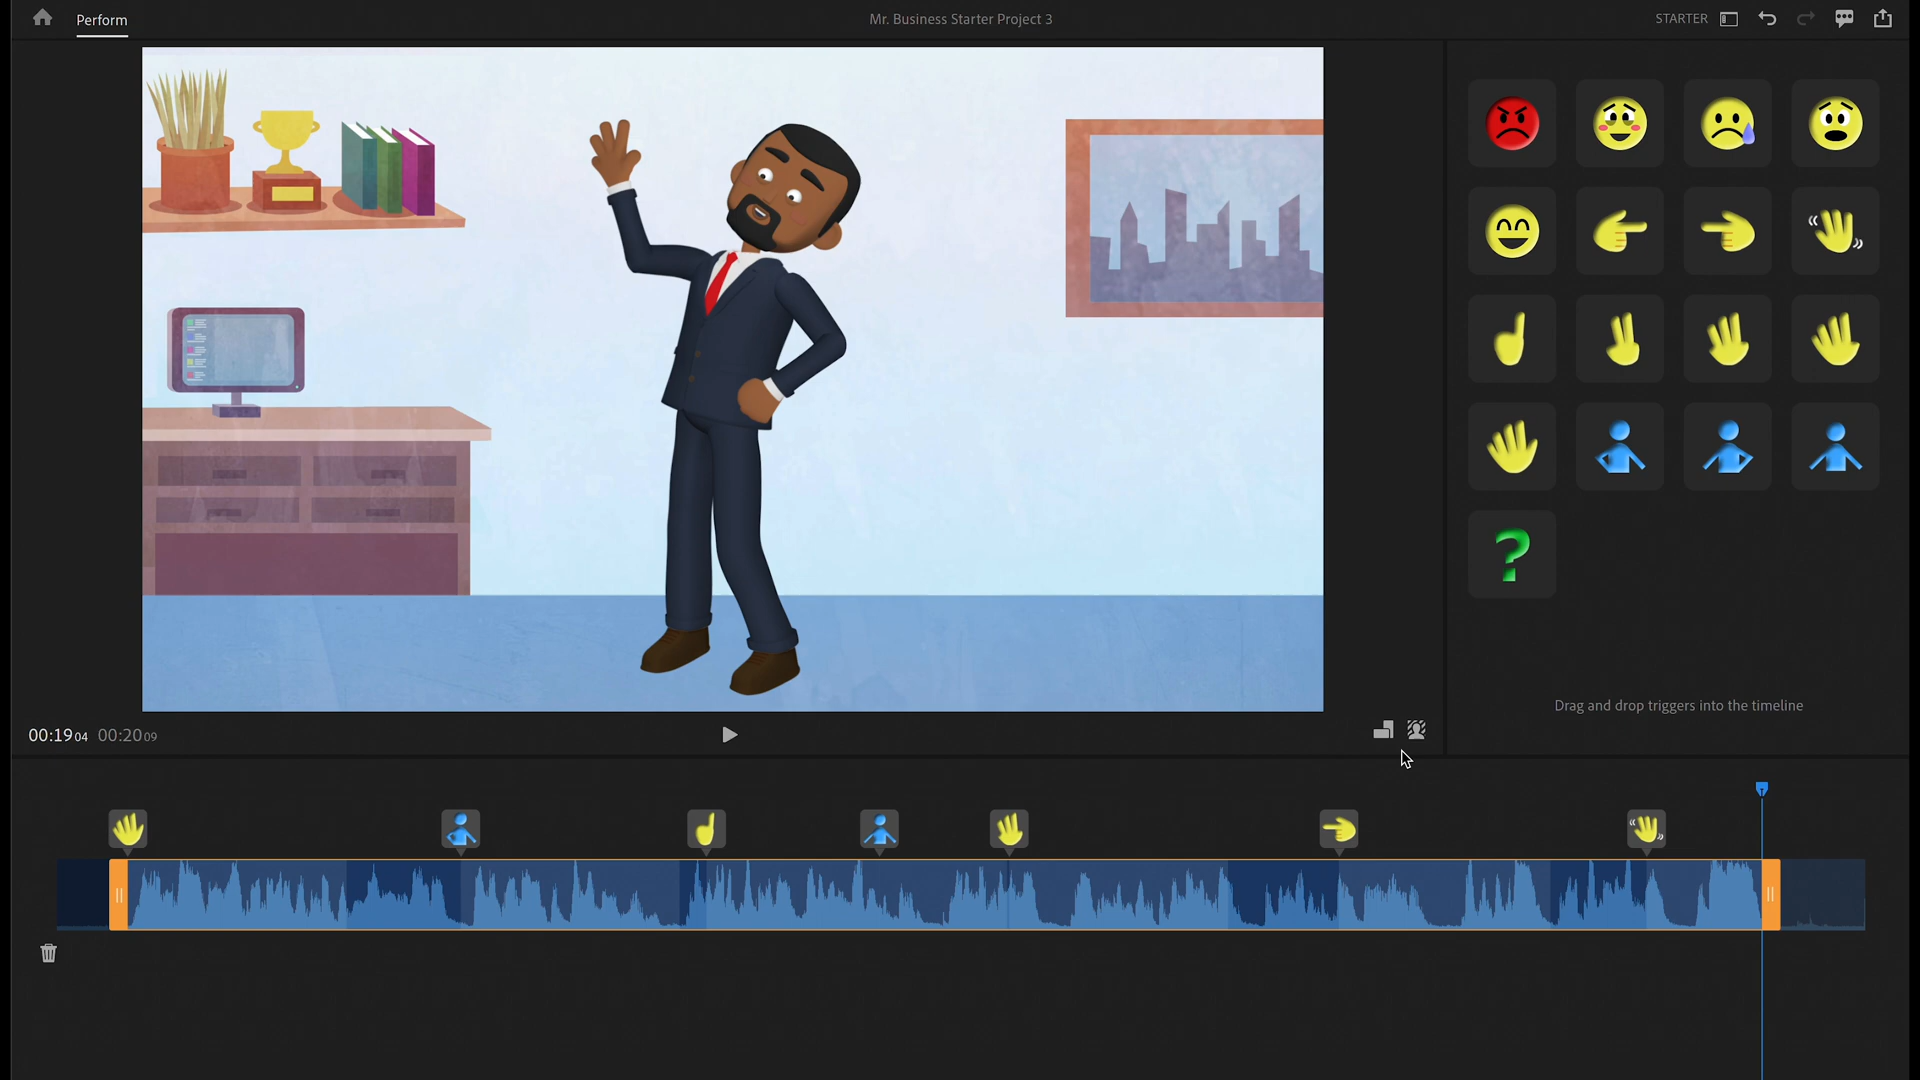 Perform
Mr. Business Starter Project 3
STARTER
00:19 04 00:20 09
Drag and drop triggers into the timeline